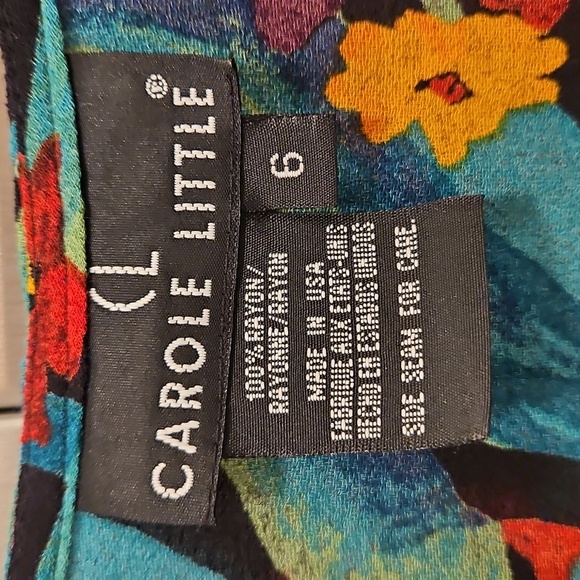 CL
CAROLE LITTLE®
6
100% RAYON/
RAYONNE/RAYON
MADE IN USA
FABRIQUE AUX ETATS-UNIS
HECHO EN ESTADOS UNIDOS
SIDE SEAM FOR CARE.